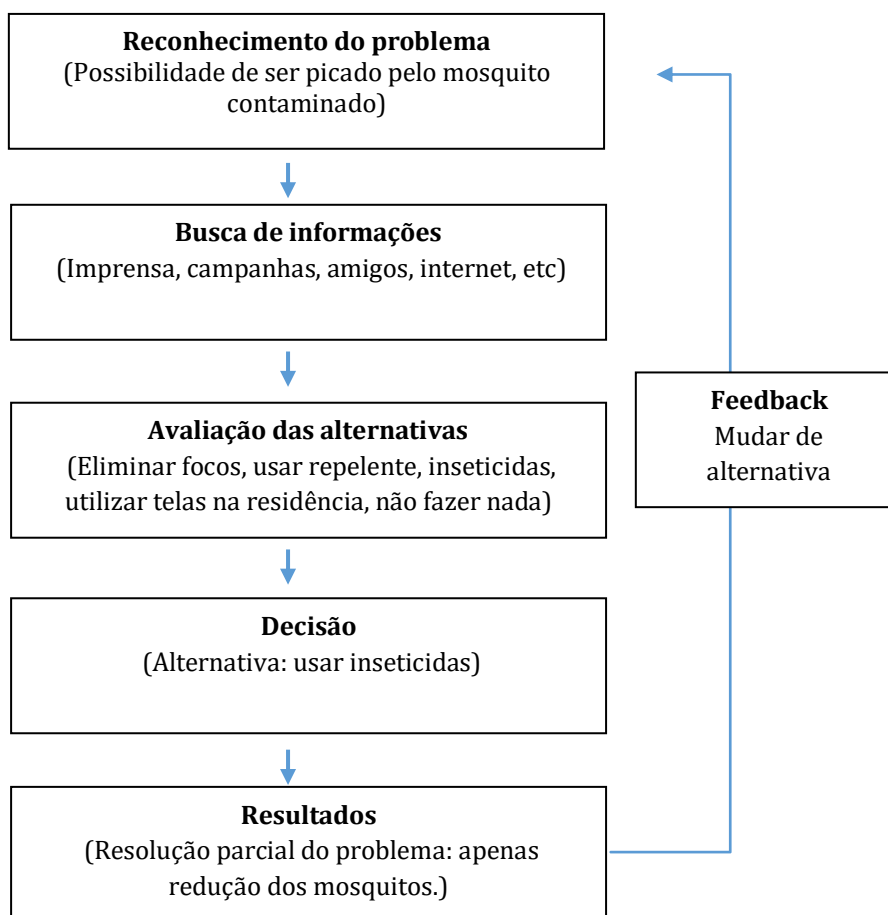 Reconhecimento do problema
(Possibilidade de ser picado pelo mosquito
contaminado)
Busca de informações
(Imprensa, campanhas, amigos, internet, etc)
Avaliação das alternativas
(Eliminar focos, usar repelente, inseticidas,
utilizar telas na residência, não fazer nada)
Feedback
Mudar de
alternativa
Decisão
(Alternativa: usar inseticidas)
Resultados
(Resolução parcial do problema: apenas
redução dos mosquitos.)